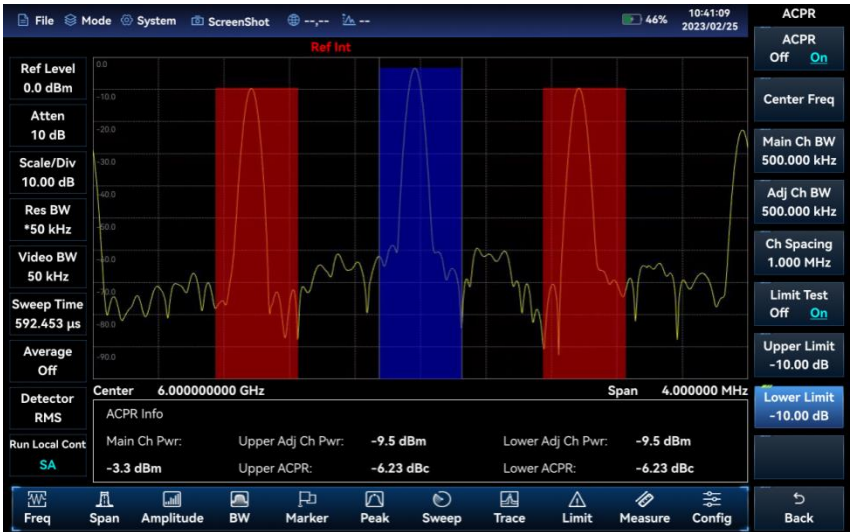 File Mode System ScreenShot --,-- -- 46% 10:41:09
2023/02/25
ACPR
Ref Int
Ref Level
0.0 dBm
Atten
10 dB
Scale/Div
10.00 dB
Res BW
*50 kHz
Video BW
50 kHz
Sweep Time
592.453 μs
Average
Off
Detector
RMS
Run Local Cont
SA
0.0
-10.0
-20.0
-30.0
-40.0
-50.0
-60.0
-70.0
-80.0
-90.0
Center 6.000000000 GHz Span 4.000000 MHz
ACPR Info
Main Ch Pwr: Upper Adj Ch Pwr: -9.5 dBm Lower Adj Ch Pwr: -9.5 dBm
-3.3 dBm Upper ACPR: -6.23 dBc Lower ACPR: -6.23 dBc
ACPR
Off On
Center Freq
Main Ch BW
500.000 kHz
Adj Ch BW
500.000 kHz
Ch Spacing
1.000 MHz
Limit Test
Off On
Upper Limit
-10.00 dB
Lower Limit
-10.00 dB
Freq Span Amplitude BW Marker Peak Sweep Trace Limit Measure Config Back